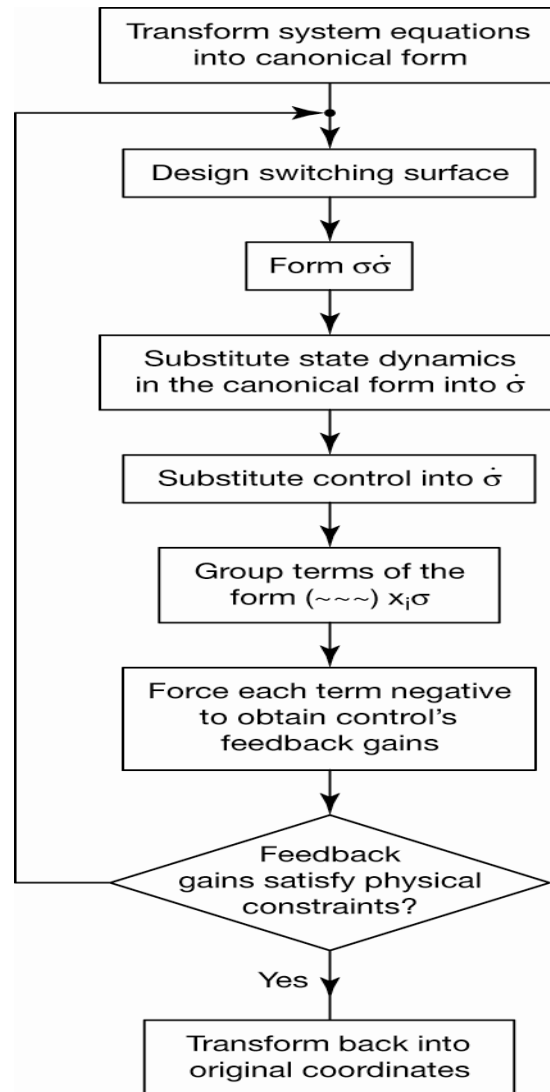 Transform system equations
into canonical form
Design switching surface
Form σσ̇
Substitute state dynamics
in the canonical form into σ̇
Substitute control into σ̇
Group terms of the
form (~~~) xᵢσ
Force each term negative
to obtain control's
feedback gains
Feedback
gains satisfy physical
constraints?
Yes
Transform back into
original coordinates